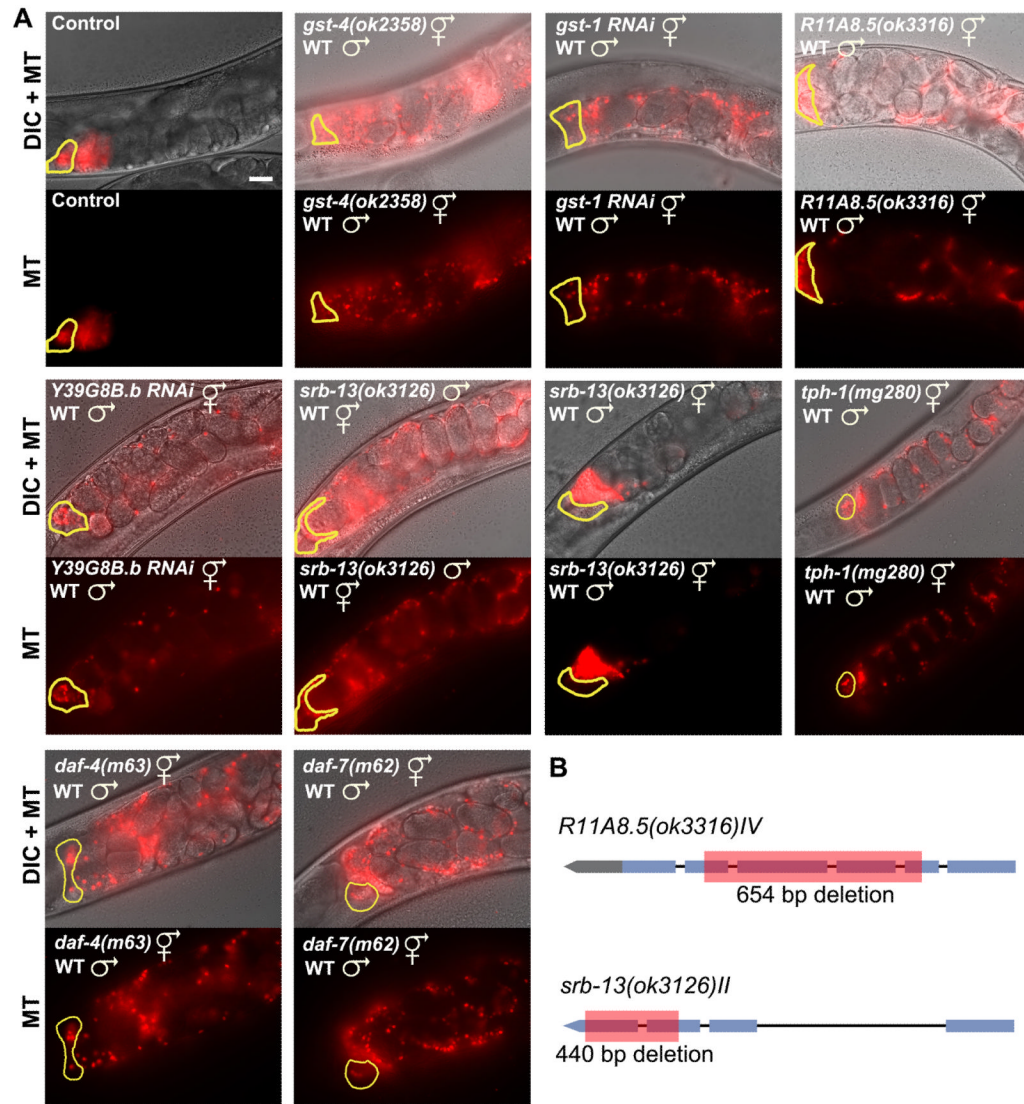 A
DIC + MT
Control
gst-4(ok2358) ⚥
WT ♂
gst-1 RNAi ⚥
WT ♂
R11A8.5(ok3316) ⚥
WT ♂
MT
Control
gst-4(ok2358) ⚥
WT ♂
gst-1 RNAi ⚥
WT ♂
R11A8.5(ok3316) ⚥
WT ♂
DIC + MT
Y39G8B.b RNAi ⚥
WT ♂
srb-13(ok3126) ♂
WT ⚥
srb-13(ok3126) ⚥
WT ♂
tph-1(mg280) ⚥
WT ♂
MT
Y39G8B.b RNAi ⚥
WT ♂
srb-13(ok3126) ♂
WT ⚥
srb-13(ok3126) ⚥
WT ♂
tph-1(mg280) ⚥
WT ♂
DIC + MT
daf-4(m63) ⚥
WT ♂
daf-7(m62) ⚥
WT ♂
MT
daf-4(m63) ⚥
WT ♂
daf-7(m62) ⚥
WT ♂
B
R11A8.5(ok3316)IV
654 bp deletion
srb-13(ok3126)II
440 bp deletion